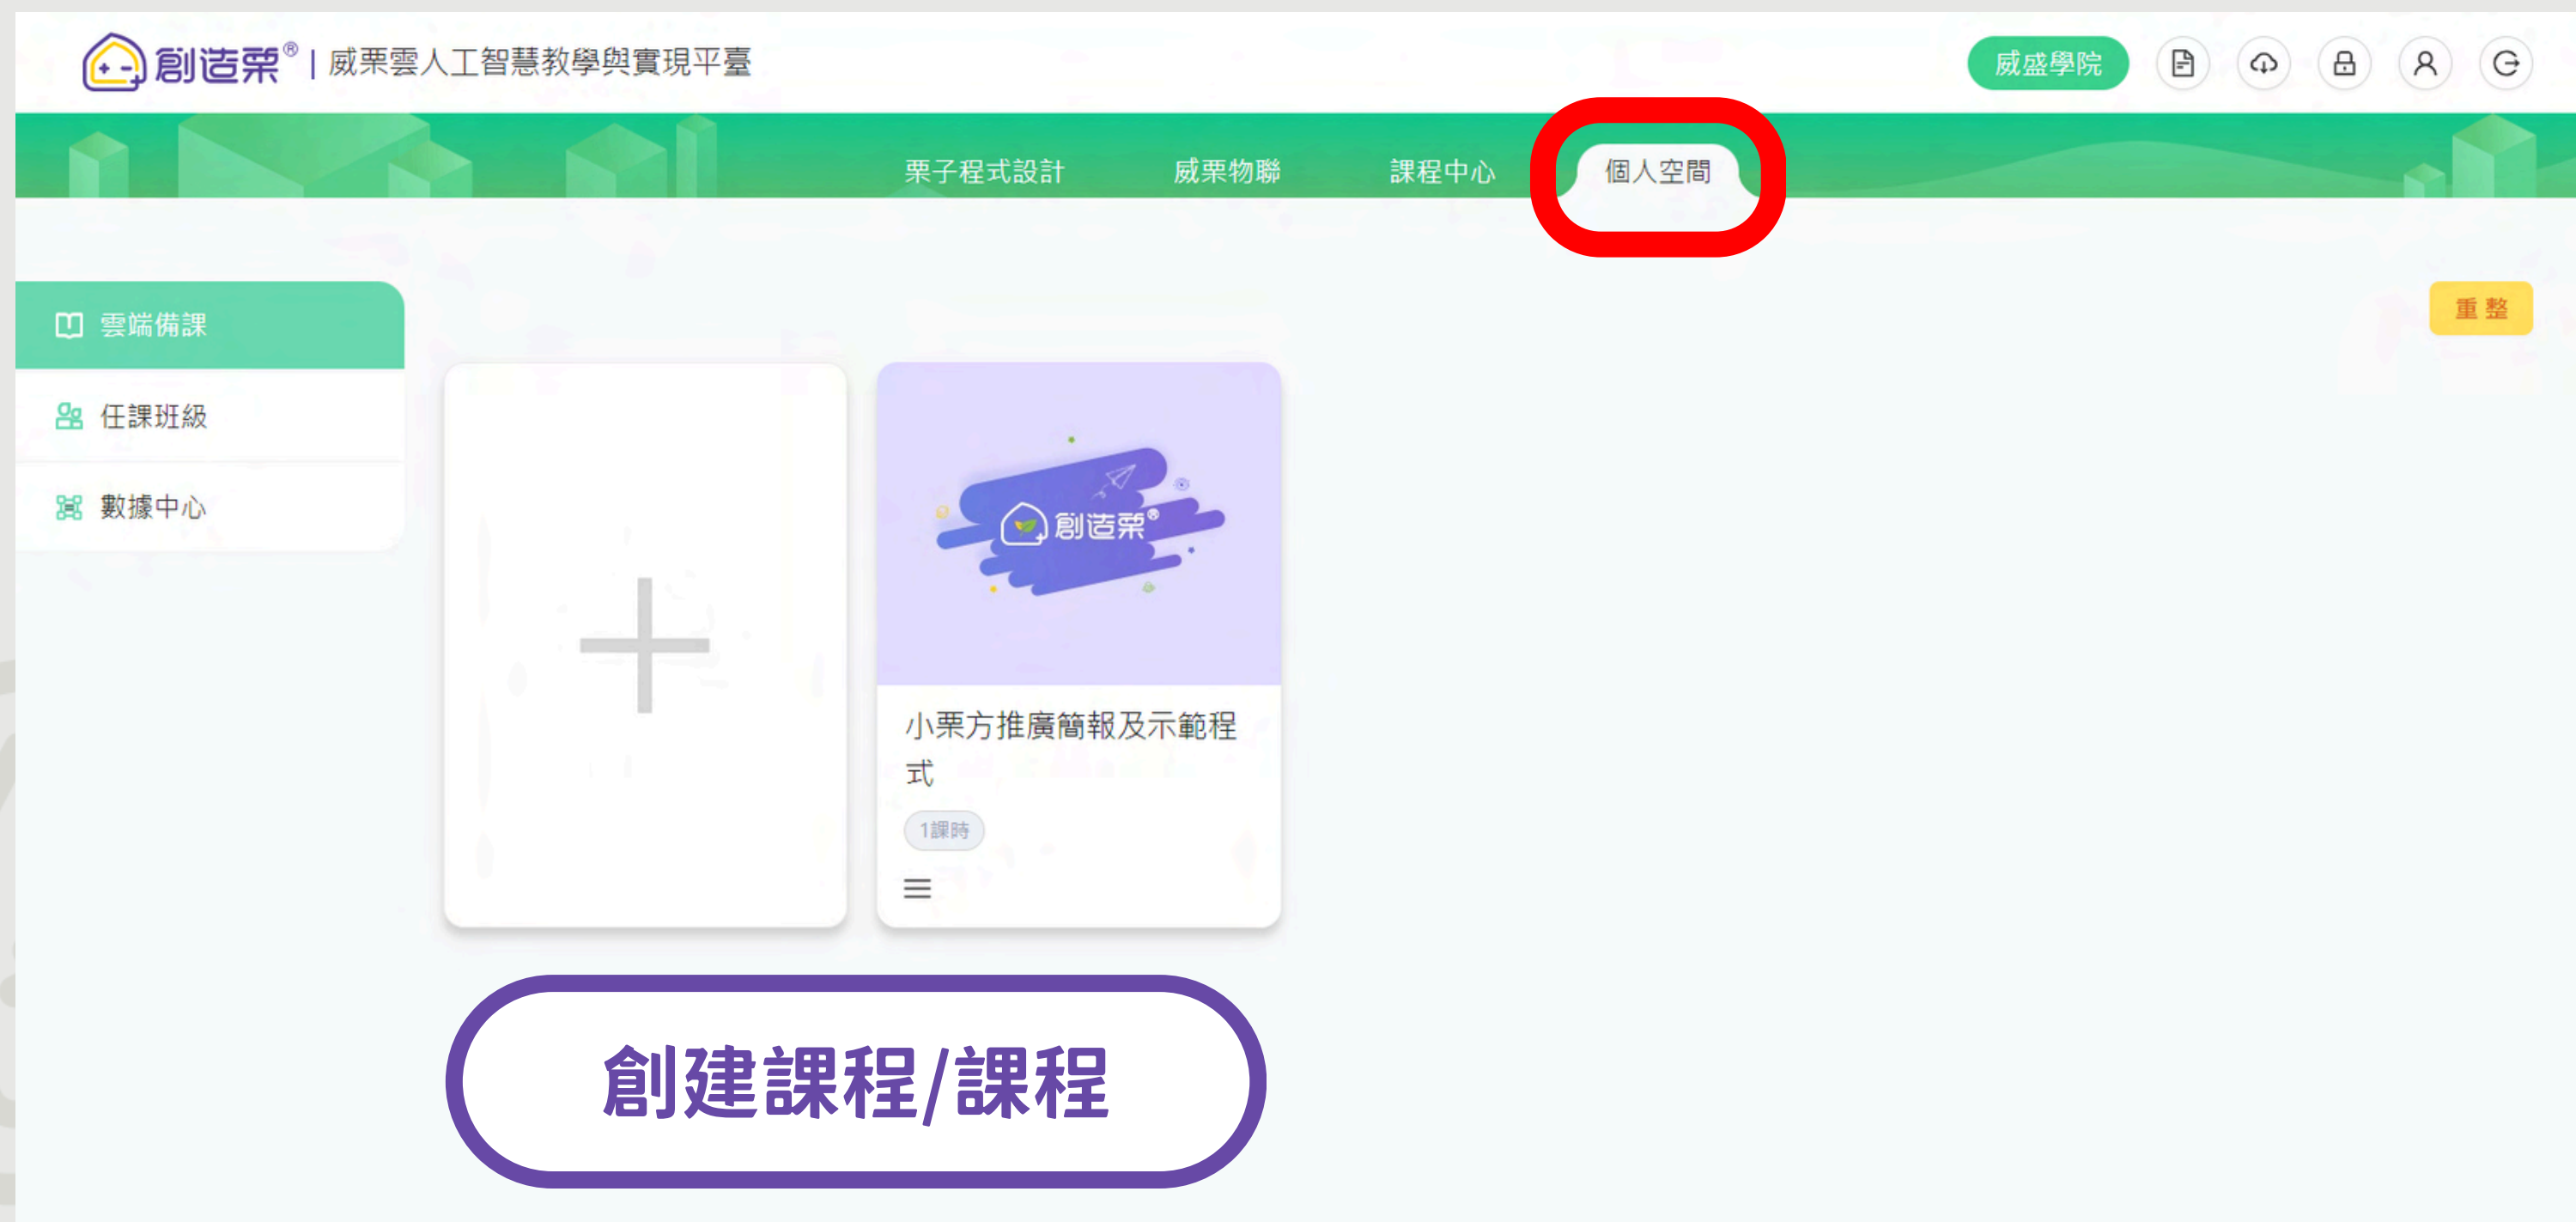 創造栗® | 威栗雲人工智慧教學與實現平臺
威盛學院
栗子程式設計 威栗物聯 課程中心 個人空間
雲端備課
重整
任課班級
數據中心
創造栗®
小栗方推廣簡報及示範程
式
1課時
創建課程/課程